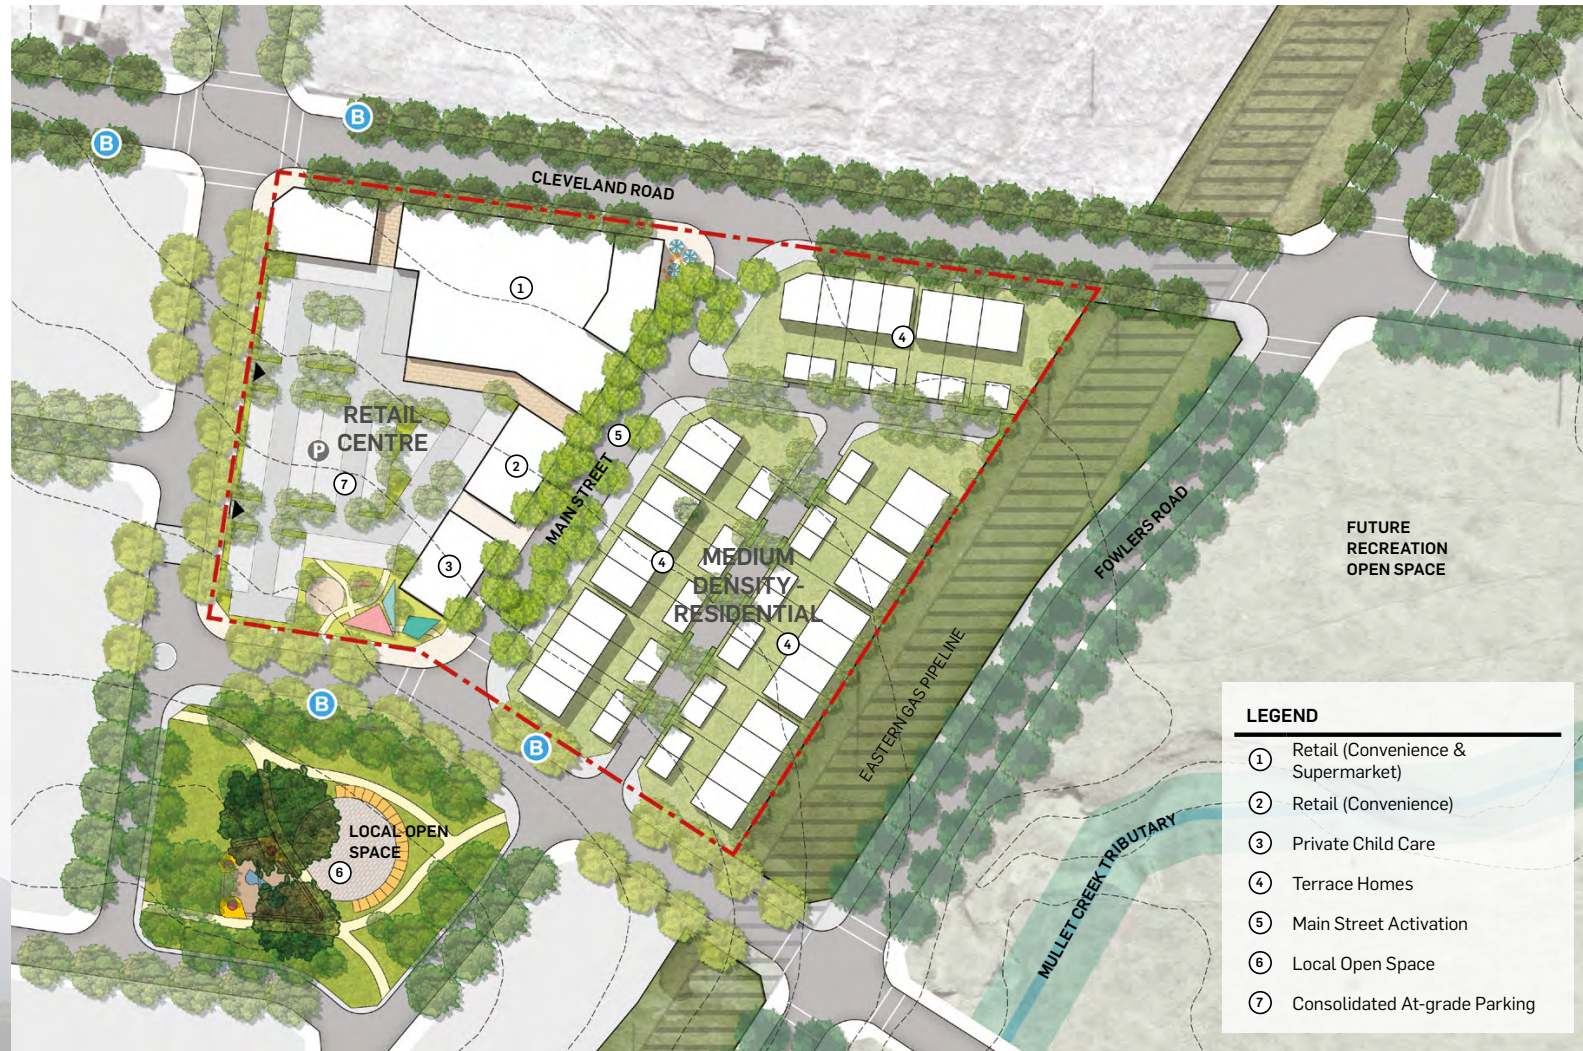 B
B
CLEVELAND ROAD
1
4
RETAIL
CENTRE
P
7
2
5
MAIN STREET
3
4
MEDIUM
DENSITY -
RESIDENTIAL
4
FOWLERS ROAD
FUTURE
RECREATION
OPEN SPACE
EASTERN GAS PIPELINE
B
B
LOCAL OPEN
SPACE
6
MULLET CREEK TRIBUTARY
LEGEND
1 Retail (Convenience &
Supermarket)
2 Retail (Convenience)
3 Private Child Care
4 Terrace Homes
5 Main Street Activation
6 Local Open Space
7 Consolidated At-grade Parking